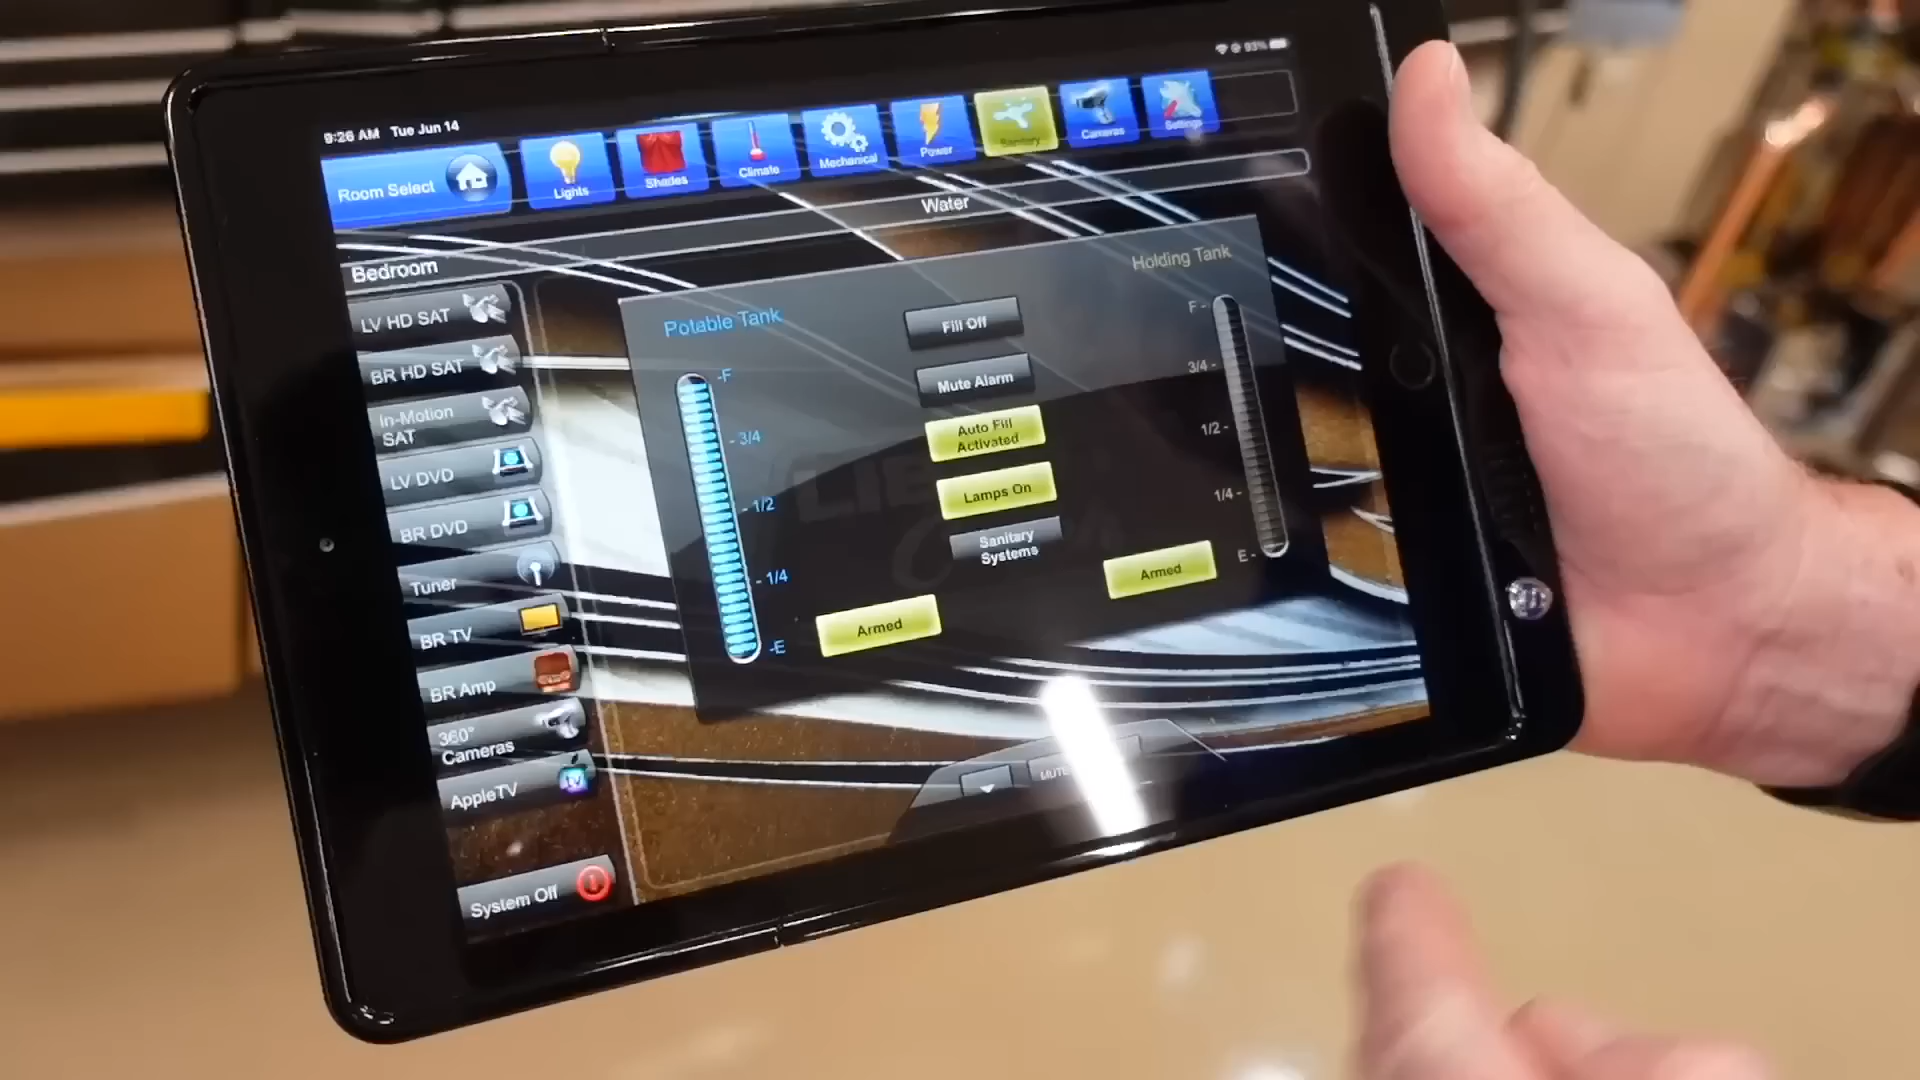 9:26 AM Tue Jun 14
93%
Room Select
Lights
Shades
Climate
Mechanical
Power
Sanitary
Cameras
Settings
Water
Bedroom
LV HD SAT
BR HD SAT
In-Motion
SAT
LV DVD
BR DVD
Tuner
BR TV
BR Amp
360°
Cameras
AppleTV
System Off
Potable Tank
-F
- 3/4
- 1/2
- 1/4
-E
Armed
Fill Off
Mute Alarm
Auto Fill
Activated
Lamps On
Sanitary
Systems
Holding Tank
F -
3/4 -
1/2 -
1/4 -
E -
Armed
MUTE